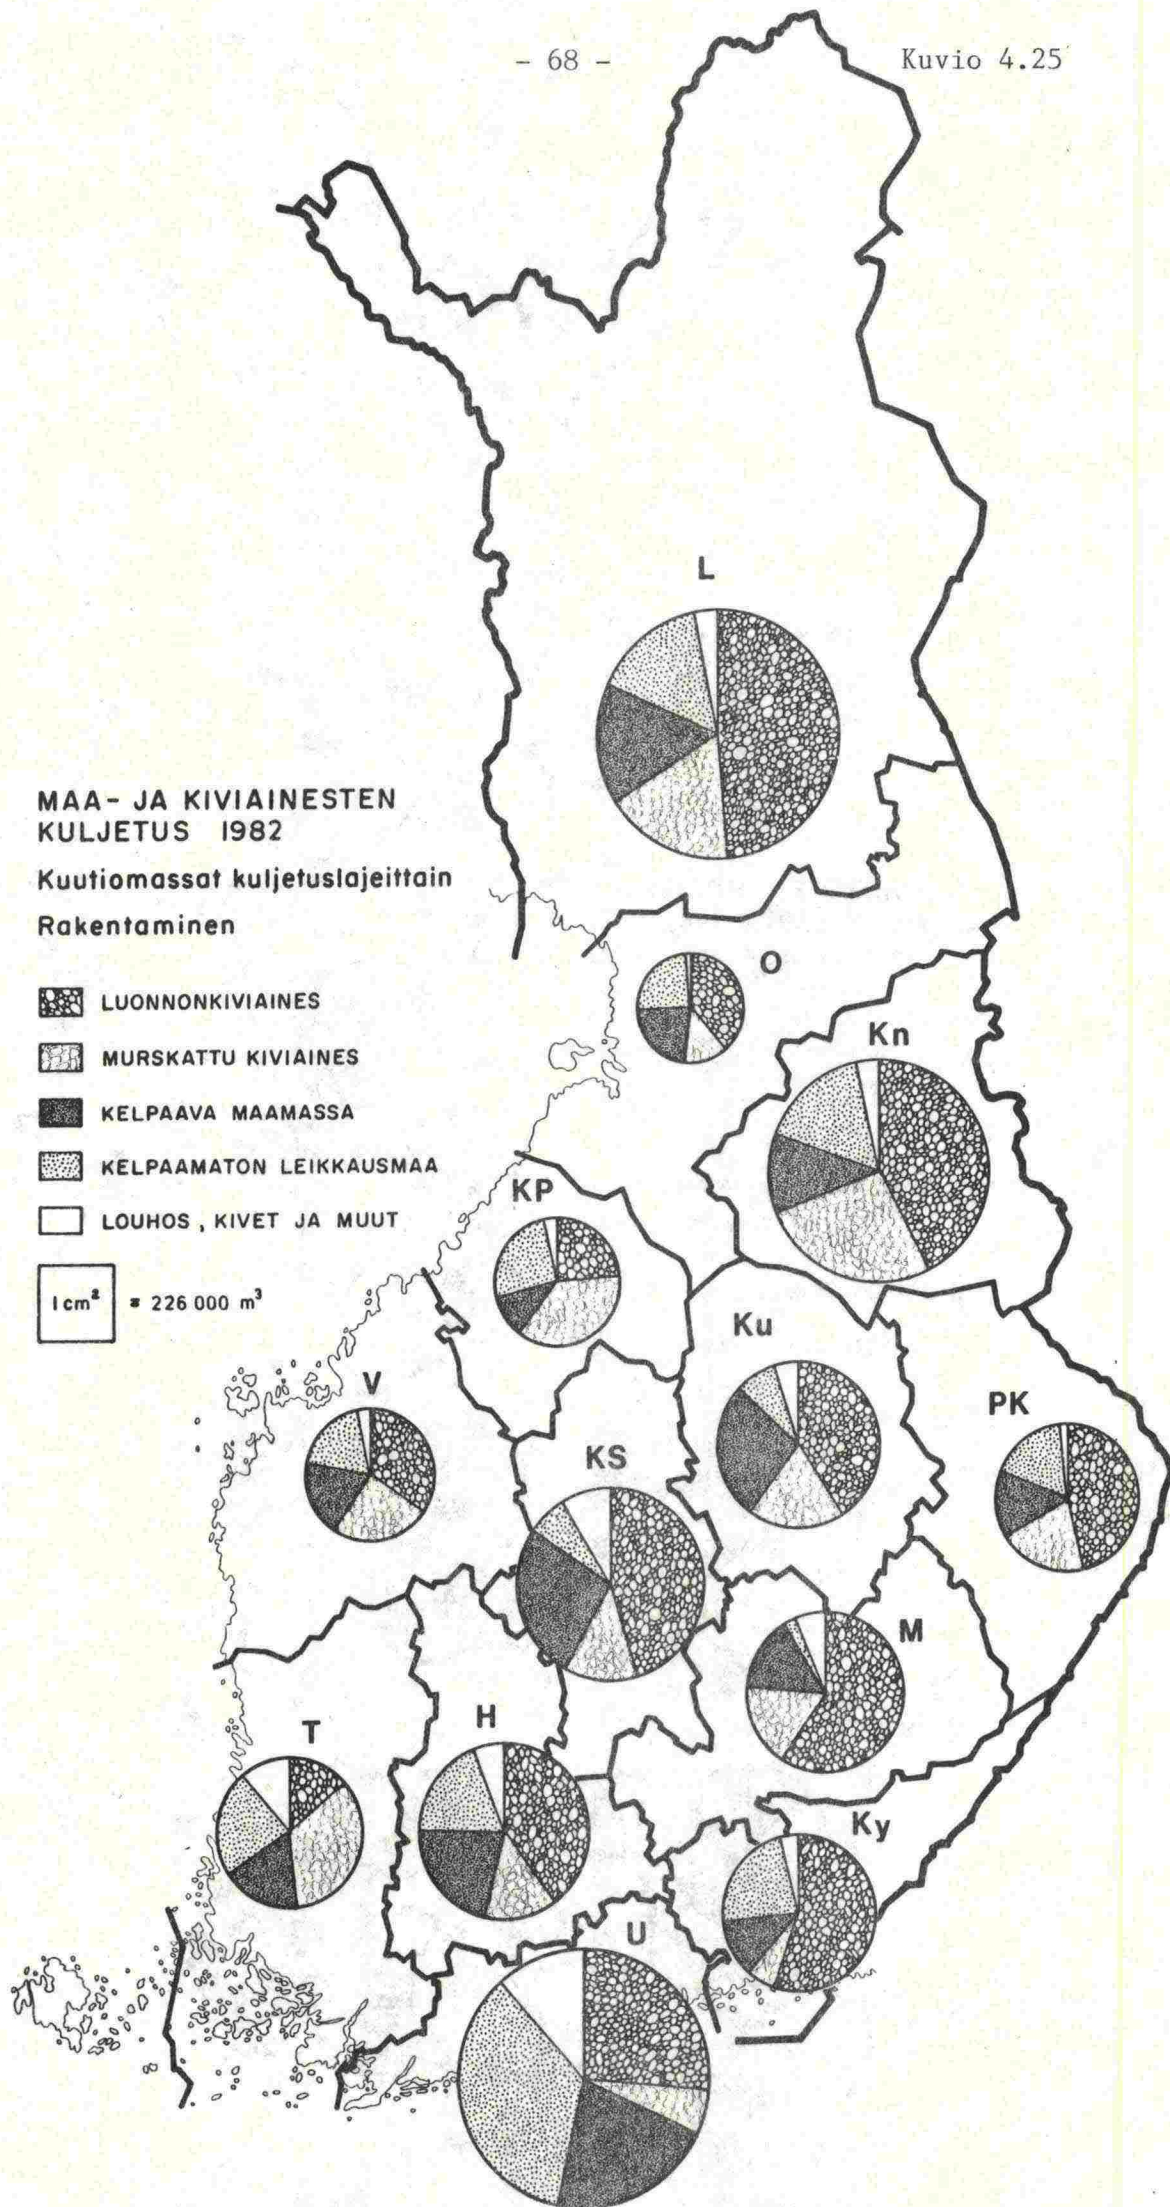 - 68 -
Kuvio 4.25
MAA- JA KIVIAINESTEN
KULJETUS 1982
Kuutiomassat kuljetuslajeittain
Rakentaminen
LUONNONKIVIAINES
MURSKATTU KIVIAINES
KELPAAVA MAAMASSA
KELPAAMATON LEIKKAUSMAA
LOUHOS, KIVET JA MUUT
1 cm² = 226 000 m³
L
O
Kn
KP
Ku
V
PK
KS
M
H
T
Ky
U